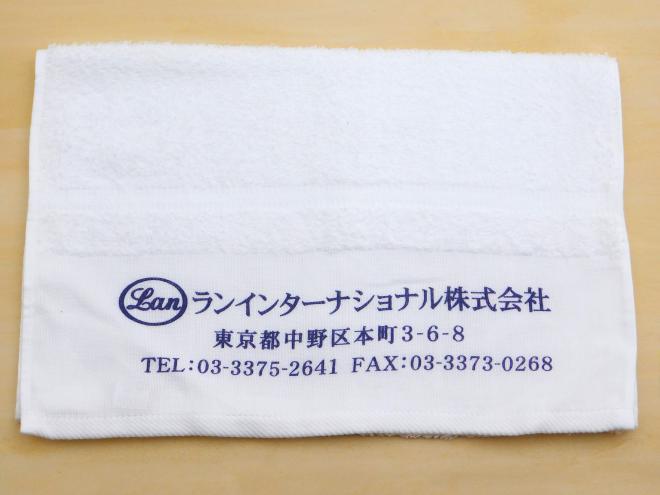 Lan ランインターナショナル株式会社
東京都中野区本町3-6-8
TEL:03-3375-2641 FAX:03-3373-0268